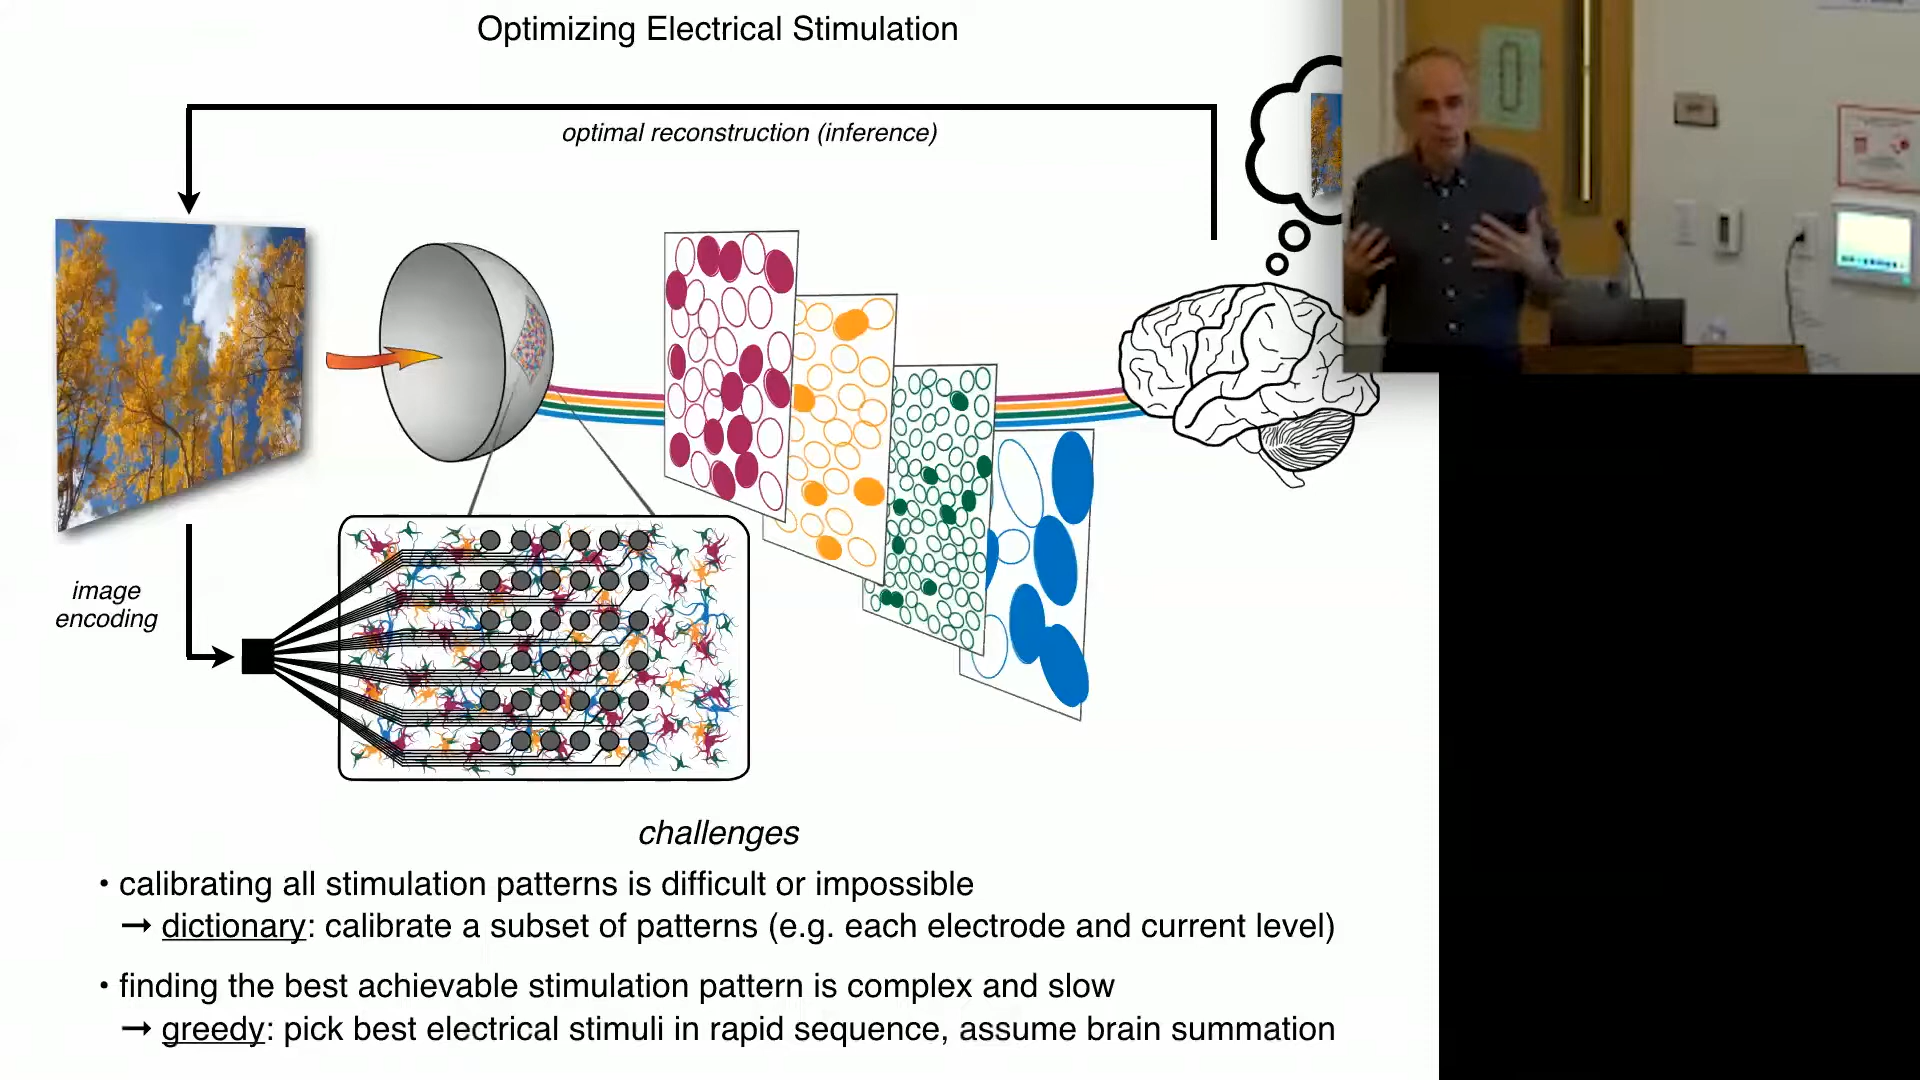 Optimizing Electrical Stimulation
optimal reconstruction (inference)
image
encoding
challenges
• calibrating all stimulation patterns is difficult or impossible
→ dictionary: calibrate a subset of patterns (e.g. each electrode and current level)
• finding the best achievable stimulation pattern is complex and slow
→ greedy: pick best electrical stimuli in rapid sequence, assume brain summation